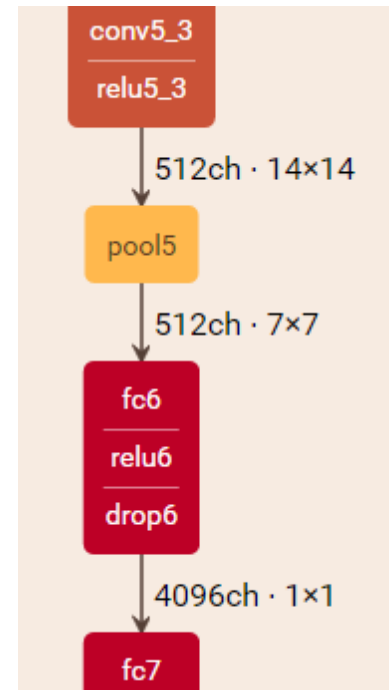 conv5_3
relu5_3
512ch · 14×14
pool5
512ch · 7×7
fc6
relu6
drop6
4096ch · 1×1
fc7